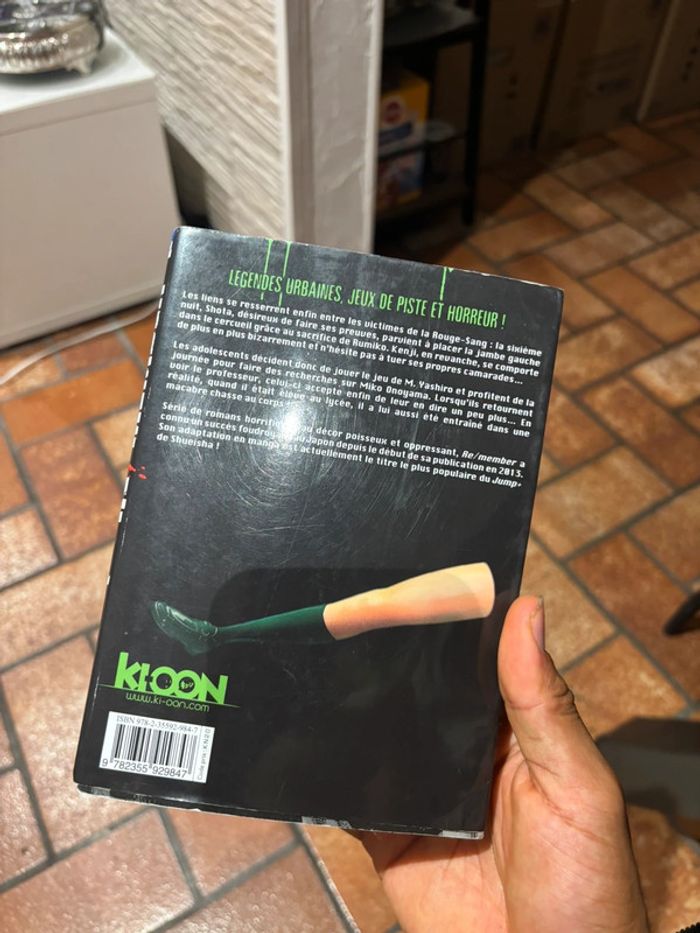 LEGENDES URBAINES, JEUX DE PISTE ET HORREUR !
Les liens se resserrent enfin entre les victimes de la Rouge-Sang : la sixième
nuit, Shota, désireux de faire ses preuves, parvient à placer la jambe gauche
dans le cercueil grâce au sacrifice de Rumiko. Kenji, en revanche, se comporte
de plus en plus bizarrement et n'hésite pas à tuer ses propres camarades...
Les adolescents décident donc de jouer le jeu de M. Yashiro et profitent de la
journée pour faire des recherches sur Miko Onoyama. Lorsqu'ils retournent
voir le professeur, celui-ci accepte enfin de leur en dire un peu plus... En
réalité, quand il était élève au lycée, il a lui aussi été entraîné dans une
macabre chasse au corps
Série de romans au décor poisseux et oppressant, Re/member a
connu un succès au Japon depuis le début de sa publication en 2013.
Son adaptation en manga est actuellement le titre le plus populaire du Jump+
de Shueisha !
KI-OON
www.ki-oon.com
ISBN 978-2-35592-984-7
9 782355 929847